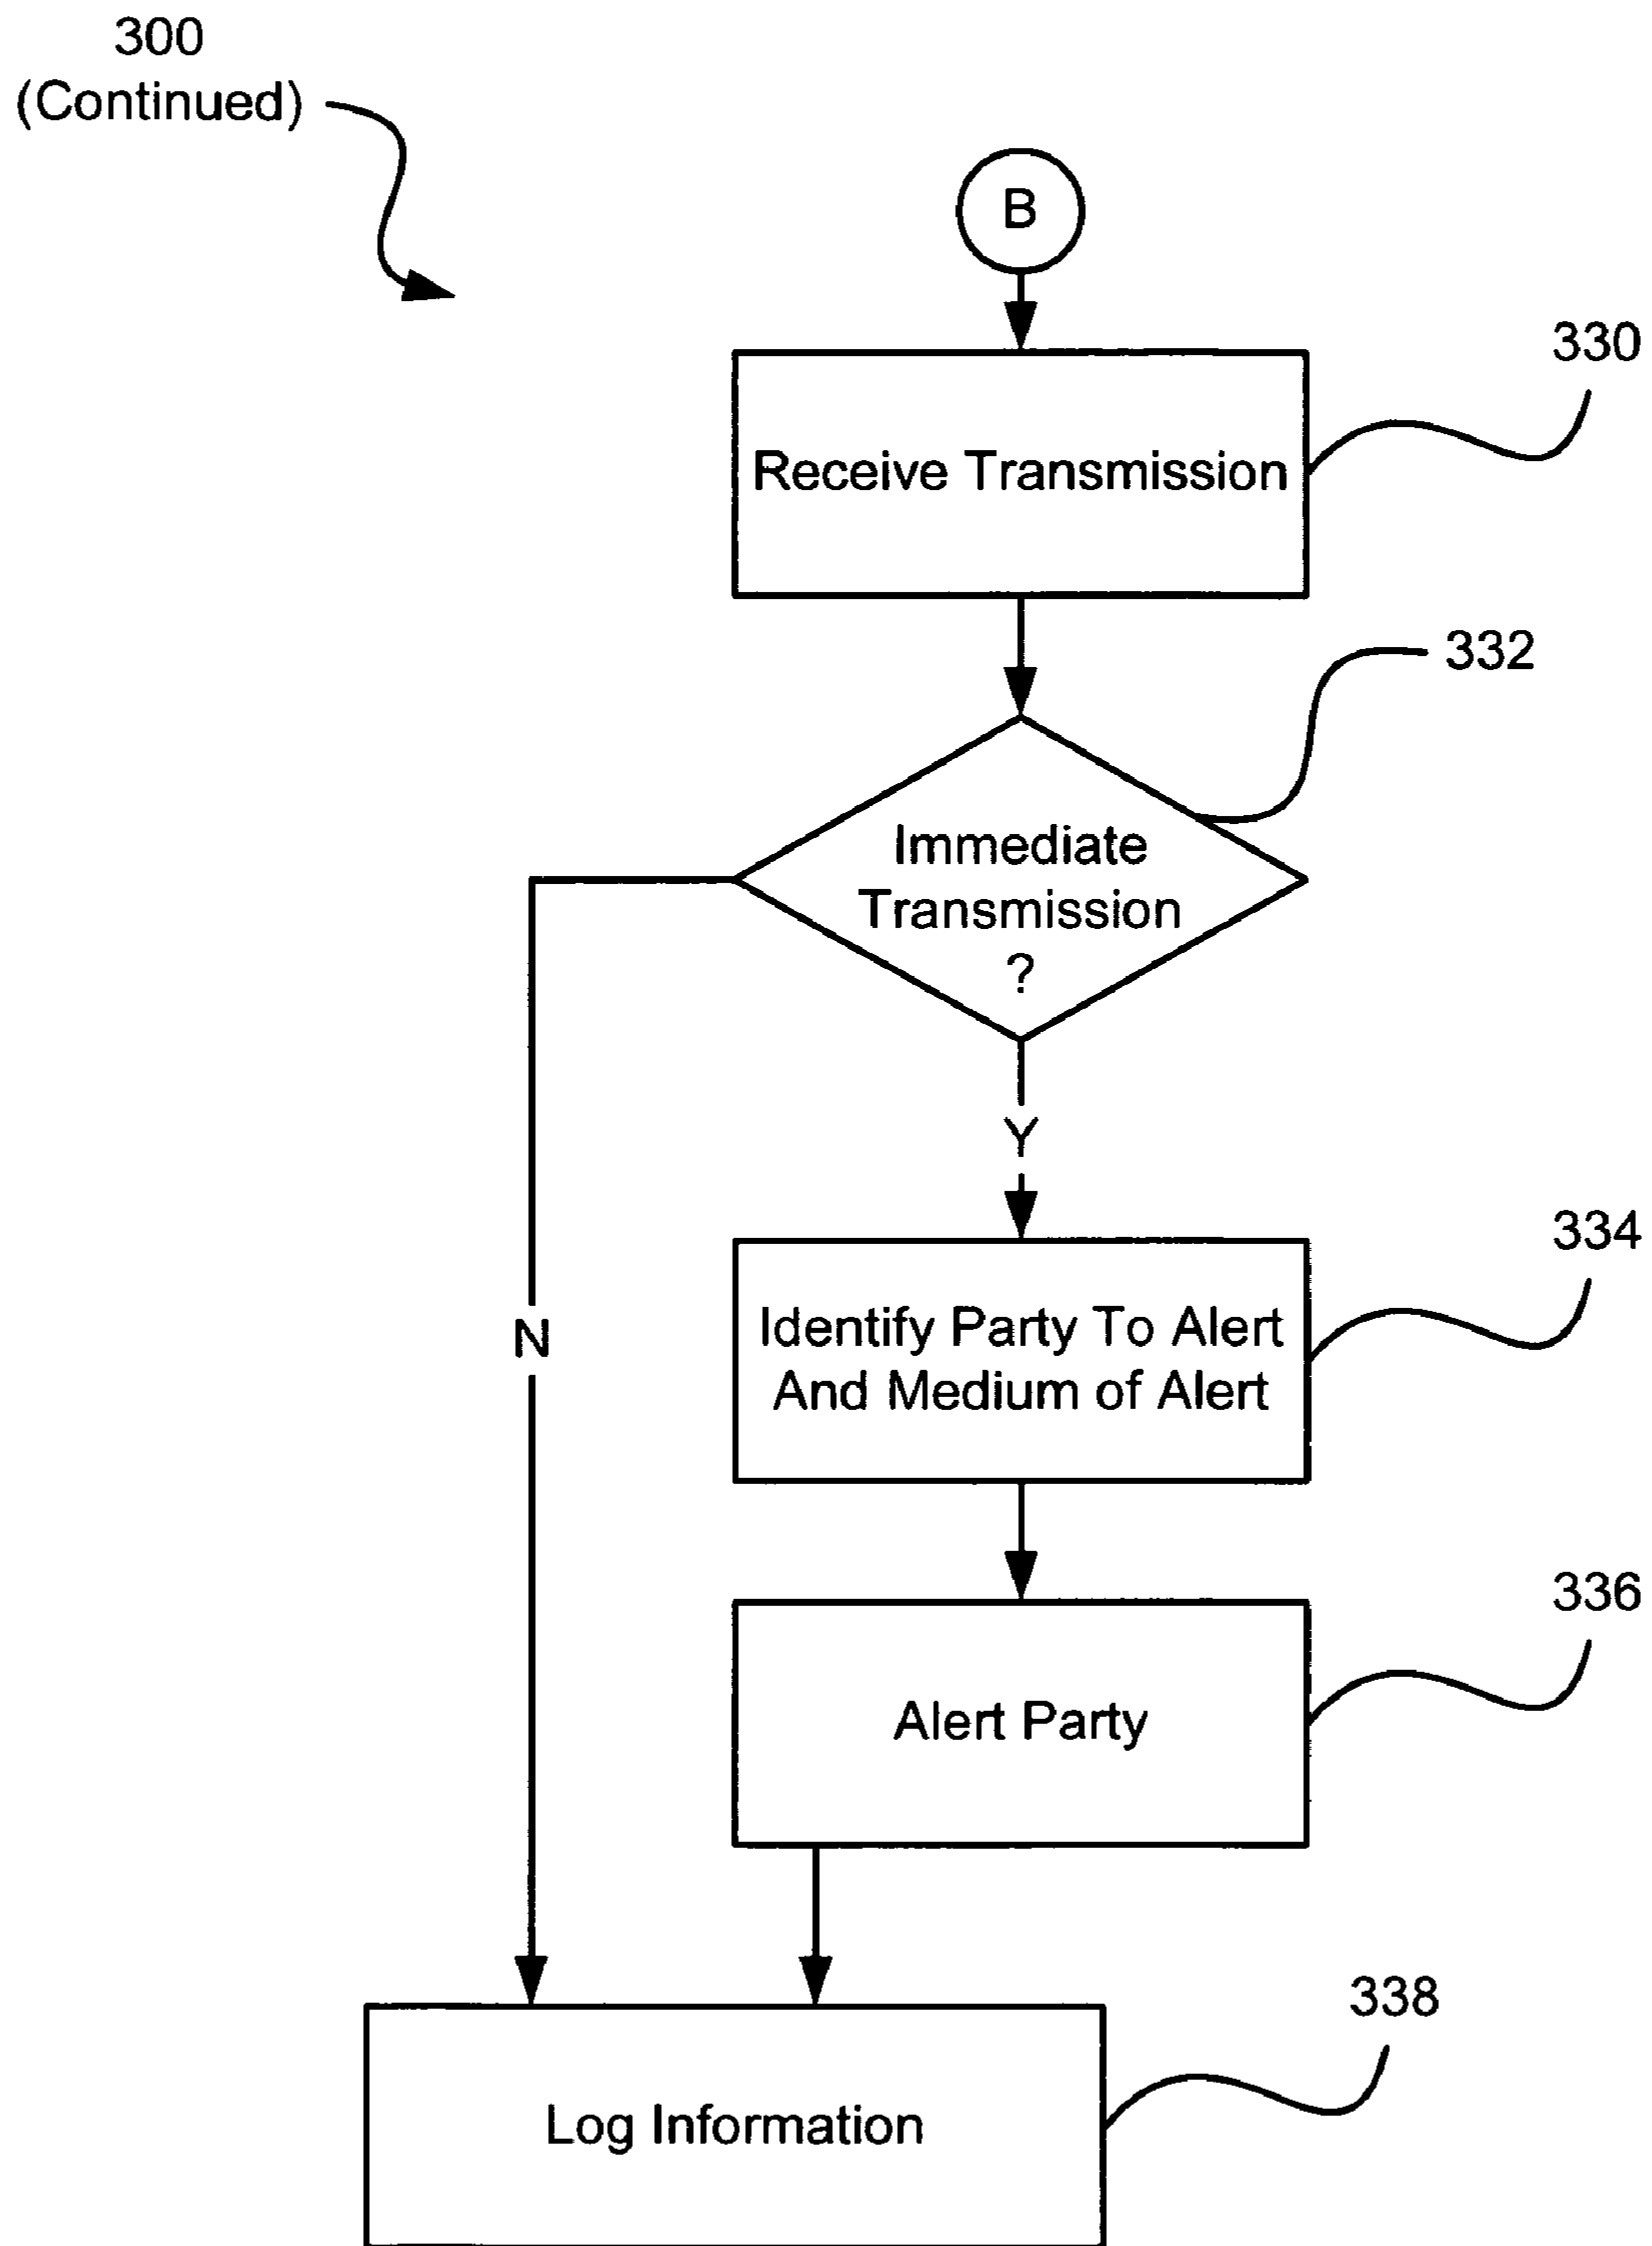 300
(Continued)
B
330
Receive Transmission
332
Immediate
Transmission
?
Y
334
N
Identify Party To Alert
And Medium of Alert
336
Alert Party
338
Log Information